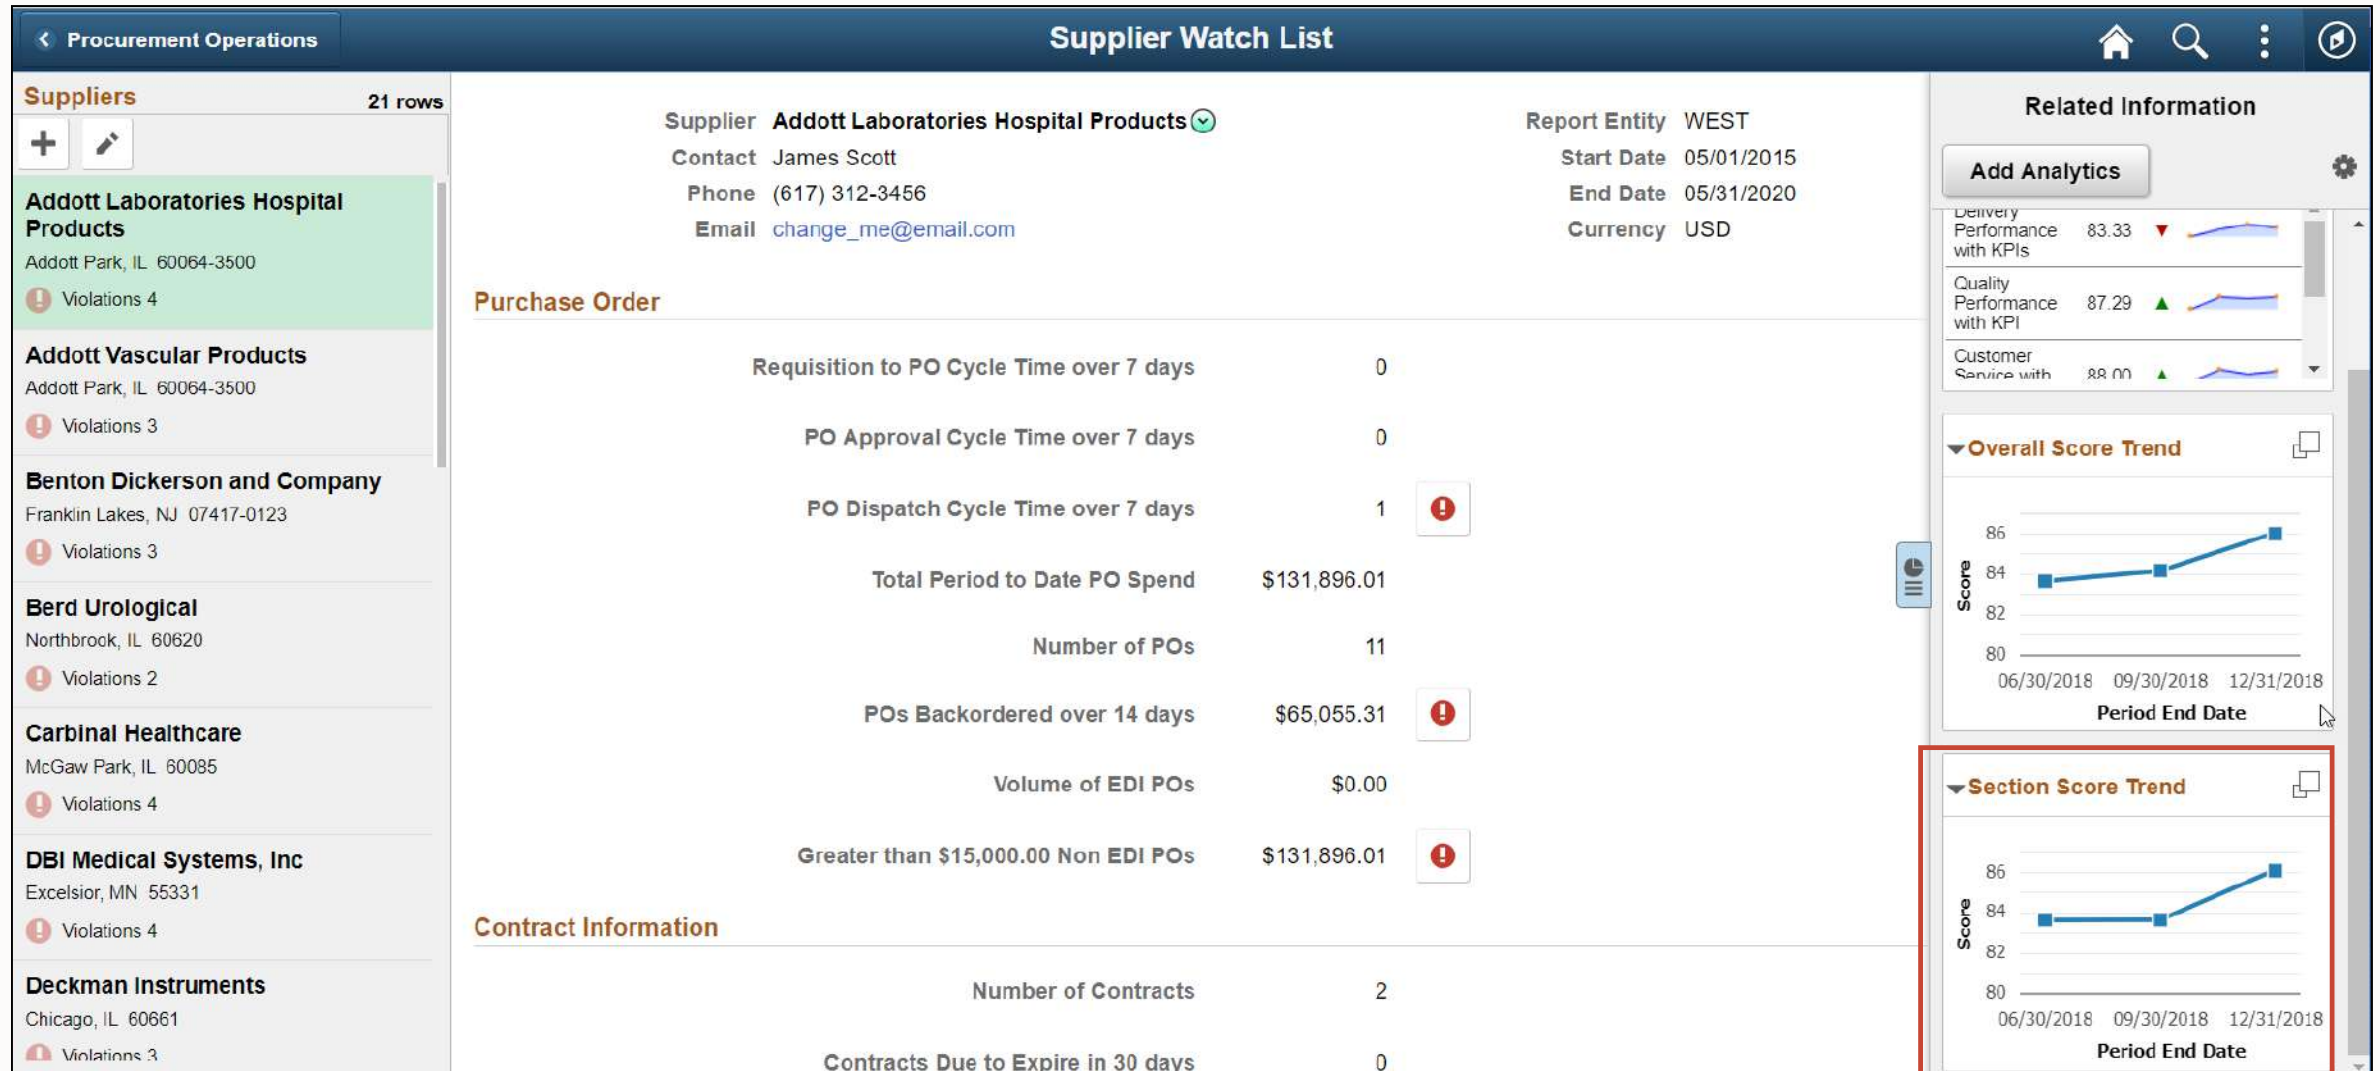 Procurement Operations
Supplier Watch List
Suppliers
21 rows
Addott Laboratories Hospital
Products
Addott Park, IL 60064-3500
Violations 4
Addott Vascular Products
Addott Park, IL 60064-3500
Violations 3
Benton Dickerson and Company
Franklin Lakes, NJ 07417-0123
Violations 3
Berd Urological
Northbrook, IL 60620
Violations 2
Carbinal Healthcare
McGaw Park, IL 60085
Violations 4
DBI Medical Systems, Inc
Excelsior, MN 55331
Violations 4
Deckman Instruments
Chicago, IL 60661
Violations 3
Supplier Addott Laboratories Hospital Products
Contact James Scott
Phone (617) 312-3456
Email change_me@email.com
Report Entity WEST
Start Date 05/01/2015
End Date 05/31/2020
Currency USD
Purchase Order
Requisition to PO Cycle Time over 7 days 0
PO Approval Cycle Time over 7 days 0
PO Dispatch Cycle Time over 7 days 1
Total Period to Date PO Spend $131,896.01
Number of POs 11
POs Backordered over 14 days $65,055.31
Volume of EDI POs $0.00
Greater than $15,000.00 Non EDI POs $131,896.01
Contract Information
Number of Contracts 2
Contracts Due to Expire in 30 days 0
Related Information
Add Analytics
Delivery
Performance 83.33
with KPIs
Quality
Performance 87.29
with KPI
Customer
Service with 88.00
Overall Score Trend
Score
86
84
82
80
06/30/2018 09/30/2018 12/31/2018
Period End Date
Section Score Trend
Score
86
84
82
80
06/30/2018 09/30/2018 12/31/2018
Period End Date